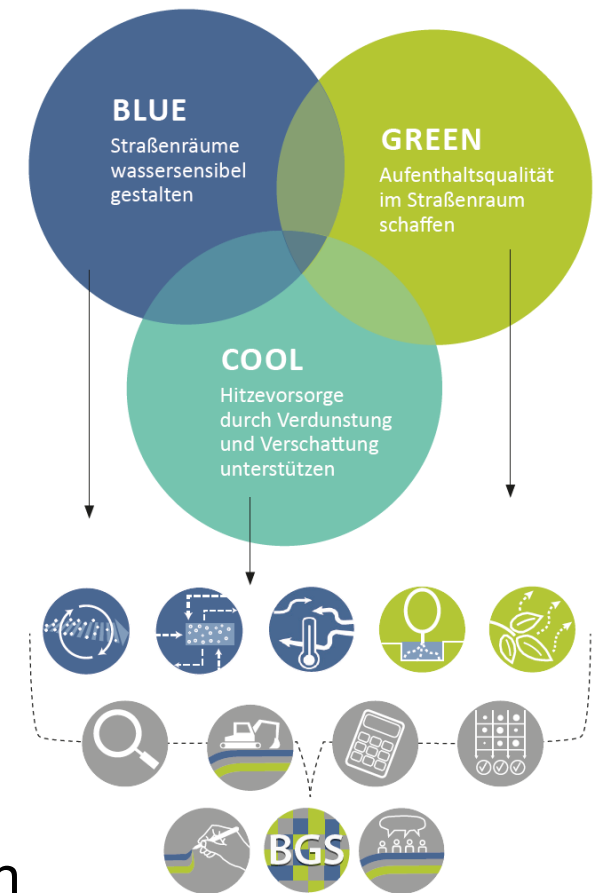 BLUE
Straßenräume
wassersensibel
gestalten
GREEN
Aufenthaltsqualität
im Straßenraum
schaffen
COOL
Hitzevorsorge
durch Verdunstung
und Verschattung
unterstützen
BGS
n